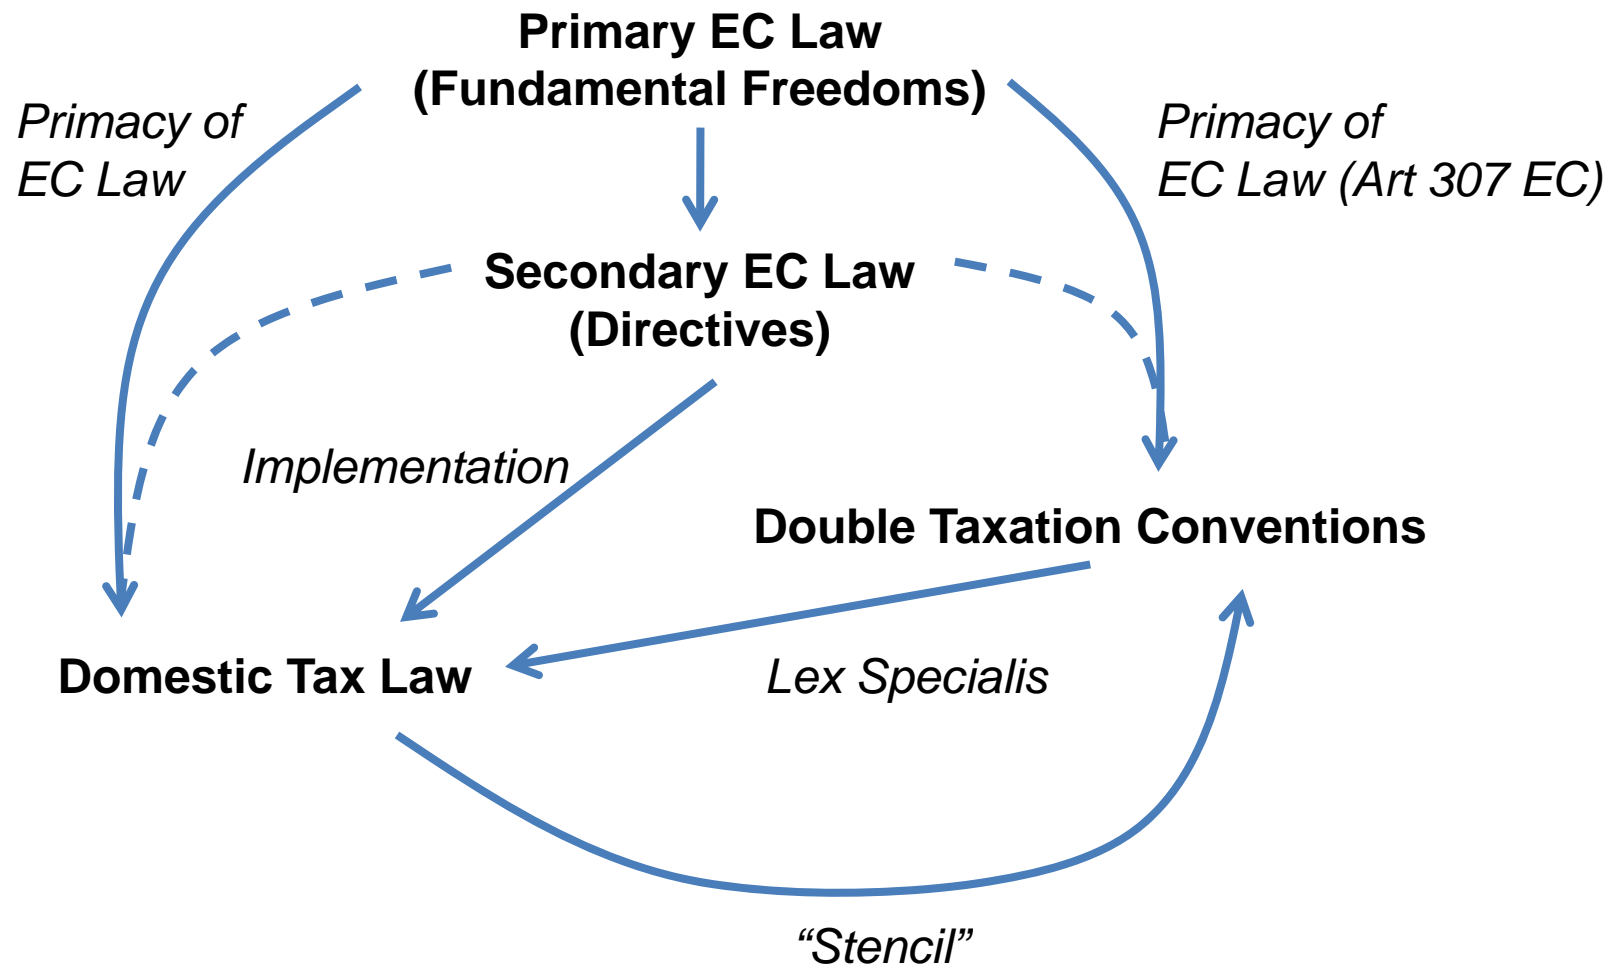 Primary EC Law
(Fundamental Freedoms)
Primacy of
EC Law
Primacy of
EC Law (Art 307 EC)
Secondary EC Law
(Directives)
Implementation
Double Taxation Conventions
Domestic Tax Law
Lex Specialis
“Stencil”